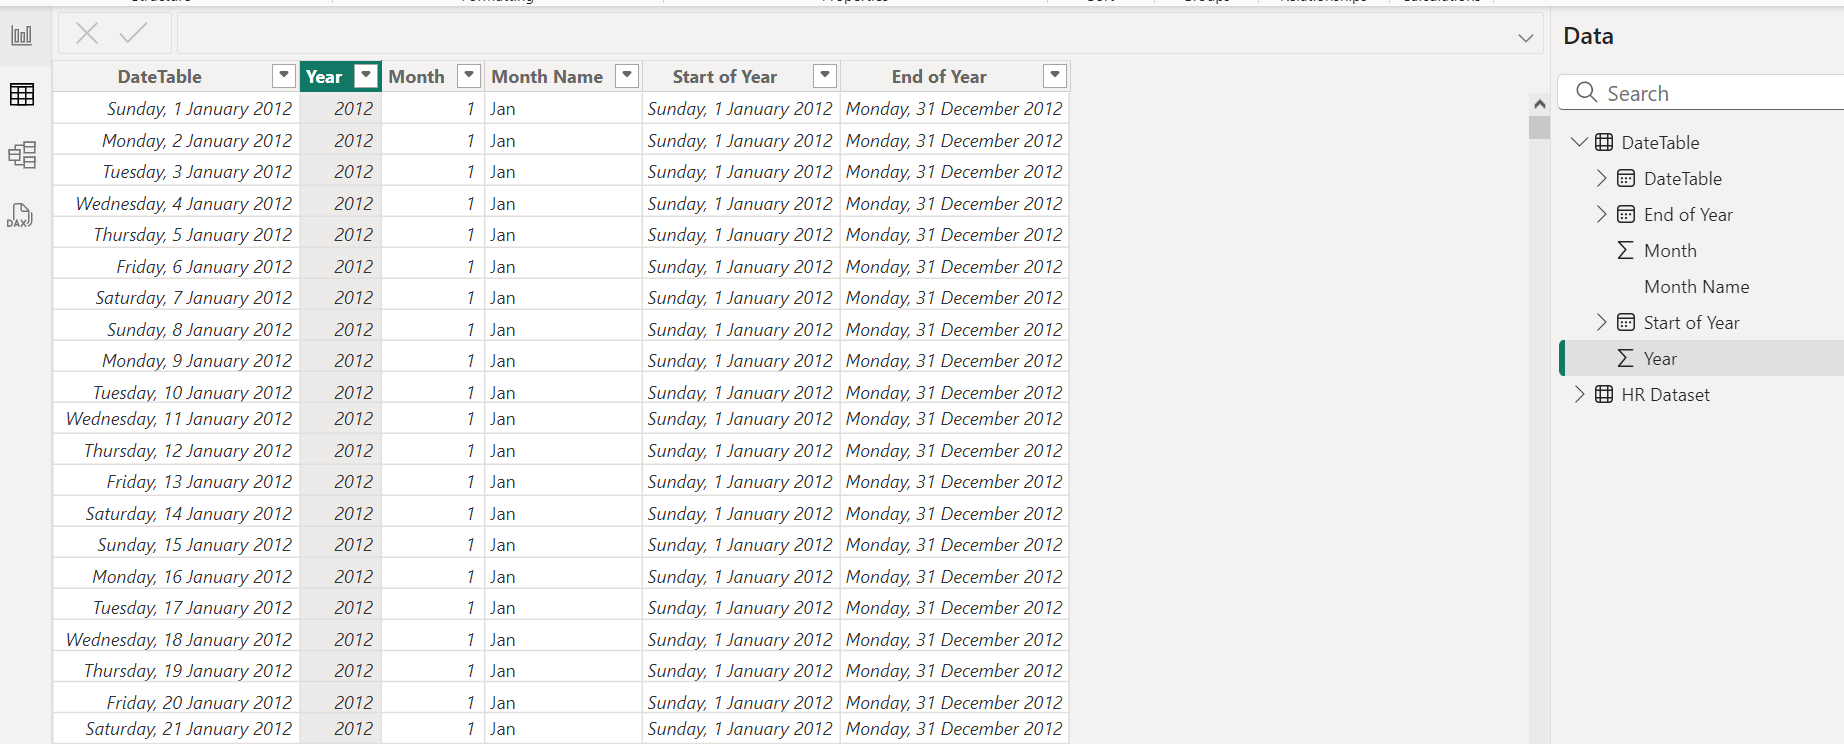 Structure Formatting Properties Sort Groups Relationships Calculations
Data
DateTable Year Month Month Name Start of Year End of Year
Search
Sunday, 1 January 2012 2012 1 Jan Sunday, 1 January 2012 Monday, 31 December 2012
Monday, 2 January 2012 2012 1 Jan Sunday, 1 January 2012 Monday, 31 December 2012
Tuesday, 3 January 2012 2012 1 Jan Sunday, 1 January 2012 Monday, 31 December 2012
Wednesday, 4 January 2012 2012 1 Jan Sunday, 1 January 2012 Monday, 31 December 2012
Thursday, 5 January 2012 2012 1 Jan Sunday, 1 January 2012 Monday, 31 December 2012
Friday, 6 January 2012 2012 1 Jan Sunday, 1 January 2012 Monday, 31 December 2012
Saturday, 7 January 2012 2012 1 Jan Sunday, 1 January 2012 Monday, 31 December 2012
Sunday, 8 January 2012 2012 1 Jan Sunday, 1 January 2012 Monday, 31 December 2012
Monday, 9 January 2012 2012 1 Jan Sunday, 1 January 2012 Monday, 31 December 2012
Tuesday, 10 January 2012 2012 1 Jan Sunday, 1 January 2012 Monday, 31 December 2012
Wednesday, 11 January 2012 2012 1 Jan Sunday, 1 January 2012 Monday, 31 December 2012
Thursday, 12 January 2012 2012 1 Jan Sunday, 1 January 2012 Monday, 31 December 2012
Friday, 13 January 2012 2012 1 Jan Sunday, 1 January 2012 Monday, 31 December 2012
Saturday, 14 January 2012 2012 1 Jan Sunday, 1 January 2012 Monday, 31 December 2012
Sunday, 15 January 2012 2012 1 Jan Sunday, 1 January 2012 Monday, 31 December 2012
Monday, 16 January 2012 2012 1 Jan Sunday, 1 January 2012 Monday, 31 December 2012
Tuesday, 17 January 2012 2012 1 Jan Sunday, 1 January 2012 Monday, 31 December 2012
Wednesday, 18 January 2012 2012 1 Jan Sunday, 1 January 2012 Monday, 31 December 2012
Thursday, 19 January 2012 2012 1 Jan Sunday, 1 January 2012 Monday, 31 December 2012
Friday, 20 January 2012 2012 1 Jan Sunday, 1 January 2012 Monday, 31 December 2012
Saturday, 21 January 2012 2012 1 Jan Sunday, 1 January 2012 Monday, 31 December 2012
DAX
DateTable
DateTable
End of Year
Month
Month Name
Start of Year
Year
HR Dataset